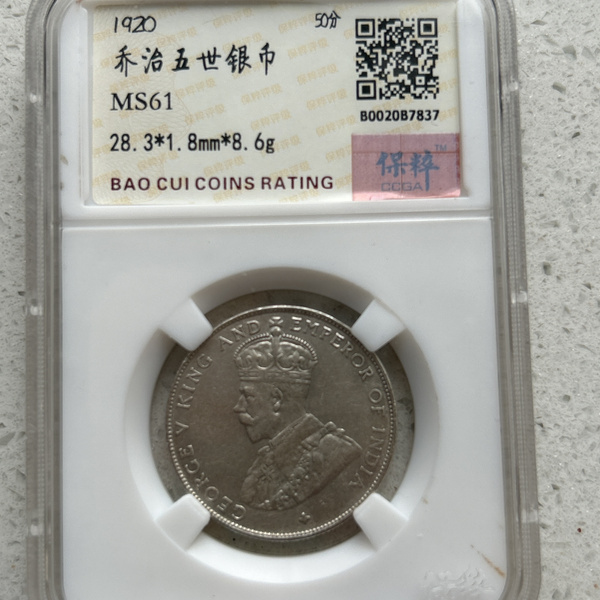 1920 50分
乔治五世银币
MS61
28.3*1.8mm*8.6g
B0020B7837
保粹 TM
CCGA
BAO CUI COINS RATING
GEORGE V KING AND EMPEROR OF INDIA